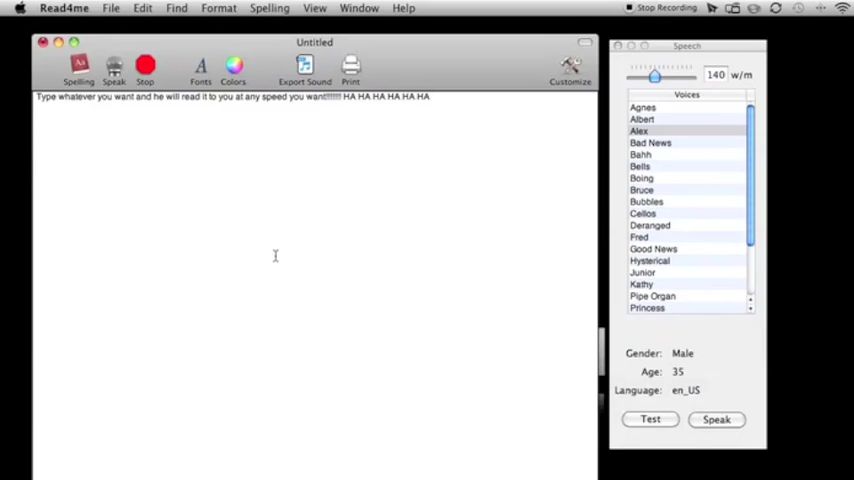 Read4me File Edit Find Format Spelling View Window Help Stop Recording
Untitled
Spelling Speak Stop Fonts Colors Export Sound Print Customize
Type whatever you want and he will read it to you at any speed you want!!!!!!! HA HA HA HA HA HA
Speech
140 w/m
Voices
Agnes
Albert
Alex
Bad News
Bahh
Bells
Boing
Bruce
Bubbles
Cellos
Deranged
Fred
Good News
Hysterical
Junior
Kathy
Pipe Organ
Princess
Gender: Male
Age: 35
Language: en_US
Test Speak